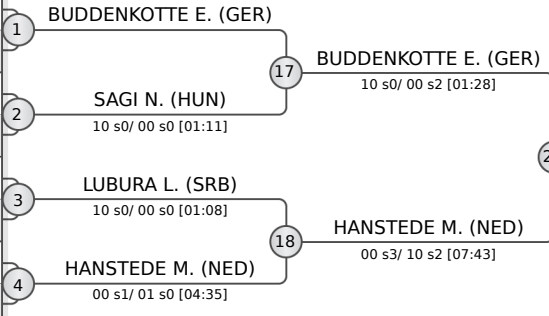 BUDDENKOTTE E. (GER)
1
17
BUDDENKOTTE E. (GER)
10 s0/ 00 s2 [01:28]
SAGI N. (HUN)
2
10 s0/ 00 s0 [01:11]
2
LUBURA L. (SRB)
3
10 s0/ 00 s0 [01:08]
18
HANSTEDE M. (NED)
00 s3/ 10 s2 [07:43]
HANSTEDE M. (NED)
4
00 s1/ 01 s0 [04:35]